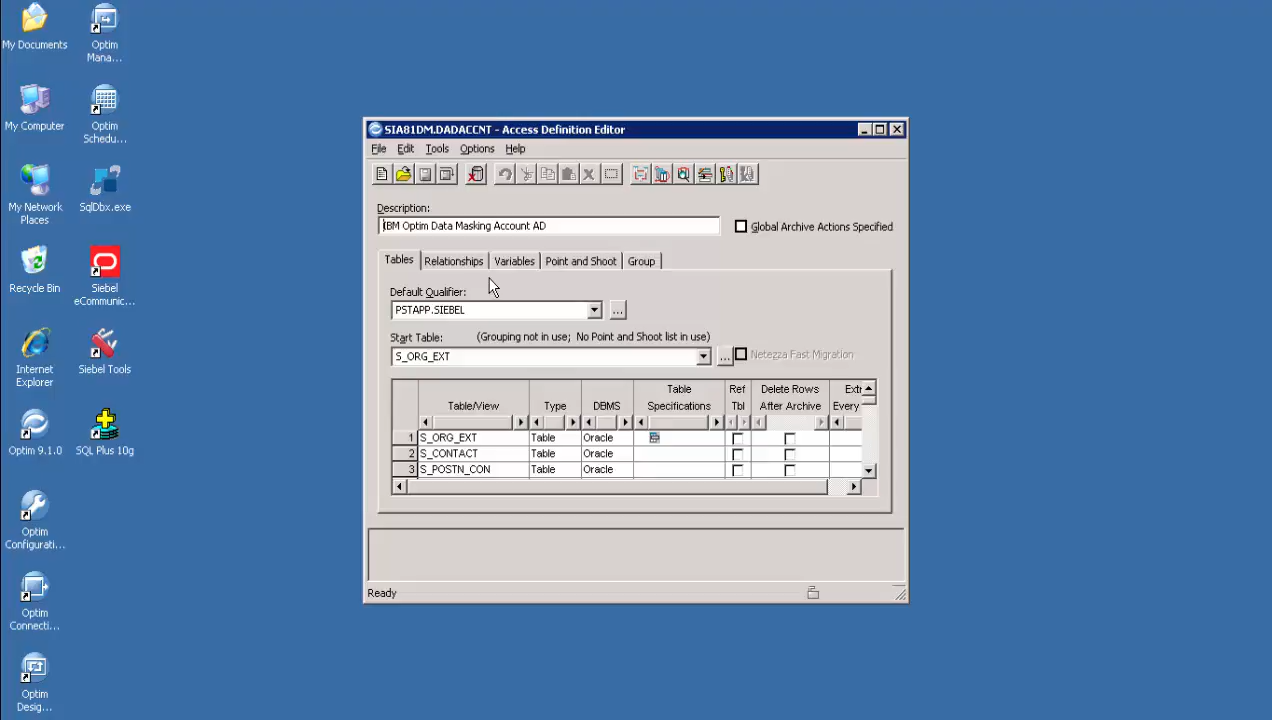 My Documents
Optim
Mana...
My Computer
Optim
Schedu...
My Network
Places
SqlDbx.exe
Recycle Bin
Siebel
eCommunic...
Internet
Explorer
Siebel Tools
Optim 9.1.0
SQL Plus 10g
Optim
Configurati...
Optim
Connecti...
Optim
Desig...
SIA81DM.DADACCNT - Access Definition Editor
File Edit Tools Options Help
Description:
IBM Optim Data Masking Account AD
Global Archive Actions Specified
Tables Relationships Variables Point and Shoot Group
Default Qualifier:
PSTAPP.SIEBEL
...
Start Table: (Grouping not in use; No Point and Shoot list in use)
S_ORG_EXT
... Netezza Fast Migration
Table Ref Delete Rows Extr
Table/View Type DBMS Specifications Tbl After Archive Every
1 S_ORG_EXT Table Oracle
2 S_CONTACT Table Oracle
3 S_POSTN_CON Table Oracle
Ready